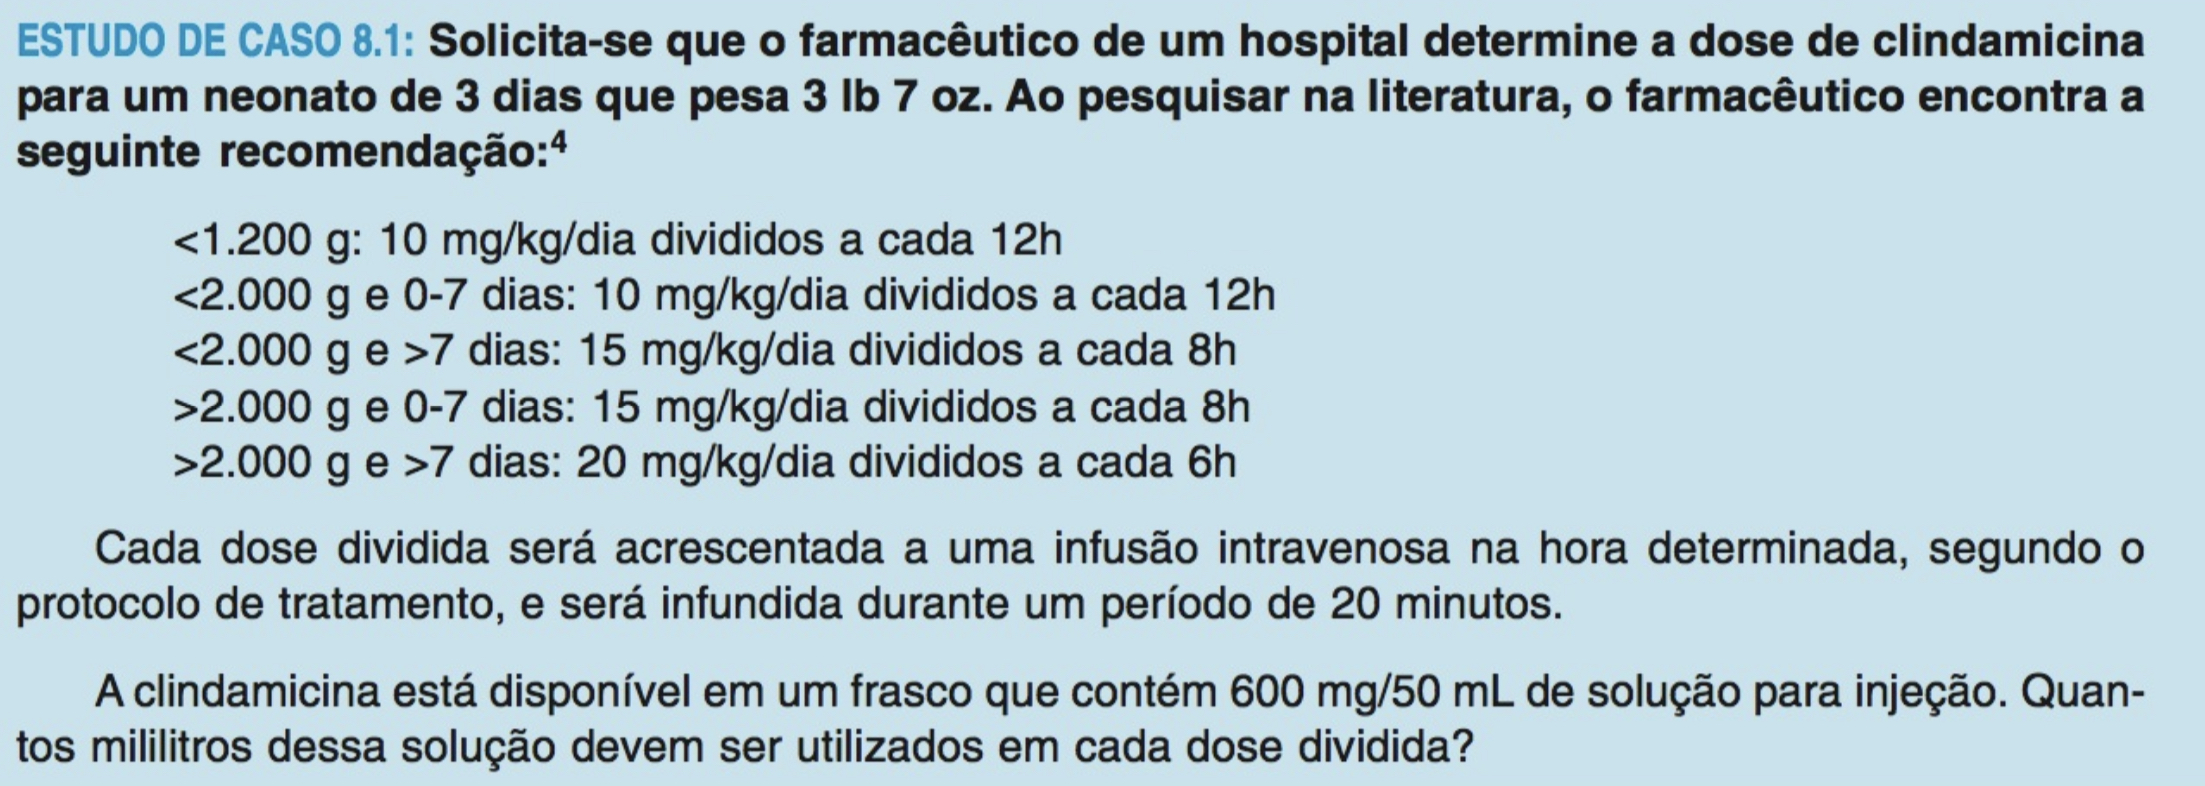 ESTUDO DE CASO 8.1: Solicita-se que o farmacêutico de um hospital determine a dose de clindamicina
para um neonato de 3 dias que pesa 3 lb 7 oz. Ao pesquisar na literatura, o farmacêutico encontra a
seguinte recomendação:⁴
<1.200 g: 10 mg/kg/dia divididos a cada 12h
<2.000 g e 0-7 dias: 10 mg/kg/dia divididos a cada 12h
<2.000 g e >7 dias: 15 mg/kg/dia divididos a cada 8h
>2.000 g e 0-7 dias: 15 mg/kg/dia divididos a cada 8h
>2.000 g e >7 dias: 20 mg/kg/dia divididos a cada 6h
Cada dose dividida será acrescentada a uma infusão intravenosa na hora determinada, segundo o
protocolo de tratamento, e será infundida durante um período de 20 minutos.
A clindamicina está disponível em um frasco que contém 600 mg/50 mL de solução para injeção. Quan-
tos mililitros dessa solução devem ser utilizados em cada dose dividida?